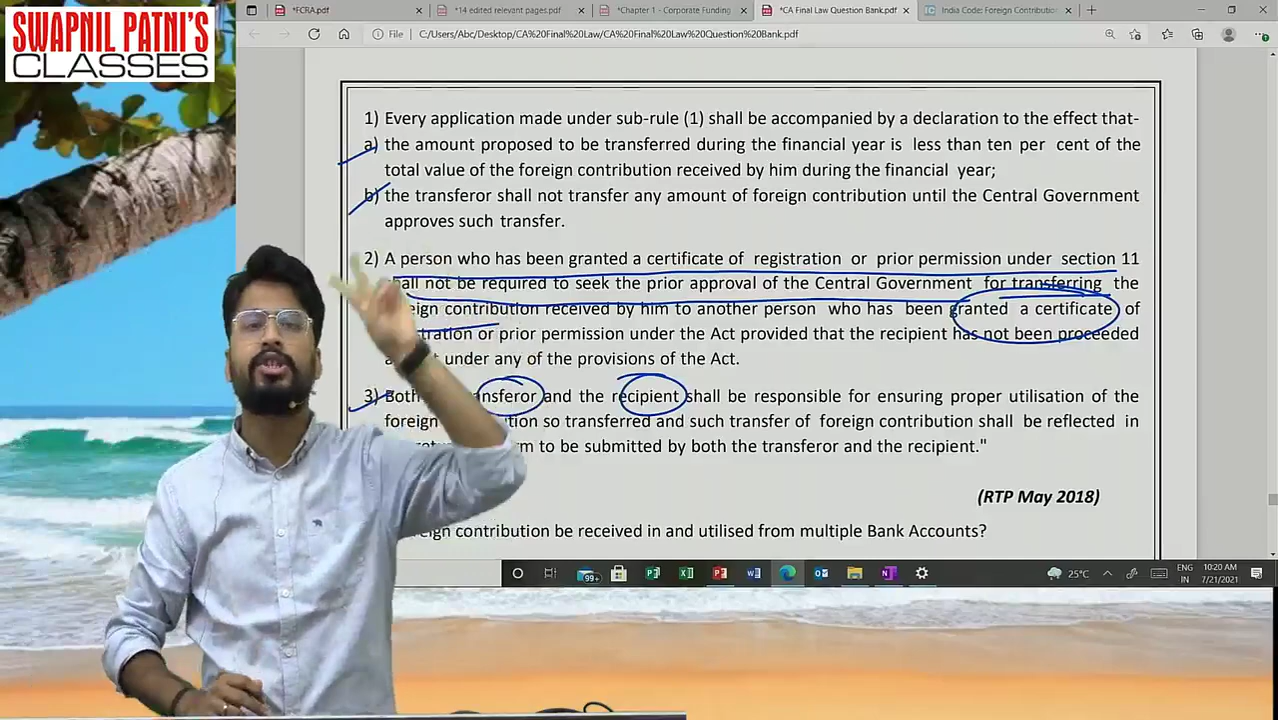 SWAPNIL PATNI'S
CLASSES
*FCRA.pdf
*14 edited relevant pages.pdf
*Chapter 1 - Corporate Funding
*CA Final Law Question Bank.pdf
India Code: Foreign Contributio
File
C:/Users/Abc/Desktop/CA%20Final%20Law/CA%20Final%20Law%20Question%20Bank.pdf
1) Every application made under sub-rule (1) shall be accompanied by a declaration to the effect that-
a) the amount proposed to be transferred during the financial year is less than ten per cent of the
total value of the foreign contribution received by him during the financial year;
b) the transferor shall not transfer any amount of foreign contribution until the Central Government
approves such transfer.
2) A person who has been granted a certificate of registration or prior permission under section 11
shall not be required to seek the prior approval of the Central Government for transferring the
eign contribution received by him to another person who has been granted a certificate of
tration or prior permission under the Act provided that the recipient has not been proceeded
under any of the provisions of the Act.
3) Both nsferor and the recipient shall be responsible for ensuring proper utilisation of the
foreign tion so transferred and such transfer of foreign contribution shall be reflected in
rm to be submitted by both the transferor and the recipient."
(RTP May 2018)
eign contribution be received in and utilised from multiple Bank Accounts?
99+
25°C
ENG
IN
10:20 AM
7/21/2021